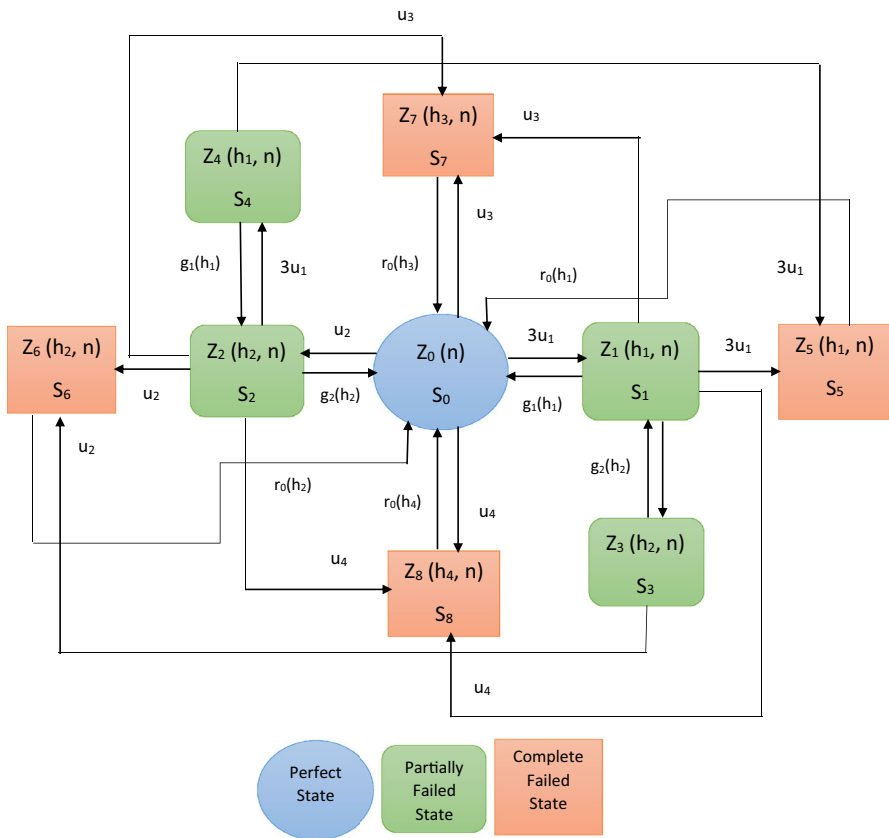 u₃
Z₇ (h₃, n)
S₇
u₃
Z₄ (h₁, n)
S₄
u₃
g₁(h₁)
3u₁
r₀(h₃)
r₀(h₁)
3u₁
Z₆ (h₂, n)
S₆
u₂
Z₂ (h₂, n)
S₂
u₂
g₂(h₂)
Z₀ (n)
S₀
3u₁
g₁(h₁)
Z₁ (h₁, n)
S₁
3u₁
Z₅ (h₁, n)
S₅
u₂
r₀(h₂)
r₀(h₄)
u₄
g₂(h₂)
u₄
Z₈ (h₄, n)
S₈
Z₃ (h₂, n)
S₃
u₄
Perfect
State
Partially
Failed
State
Complete
Failed
State